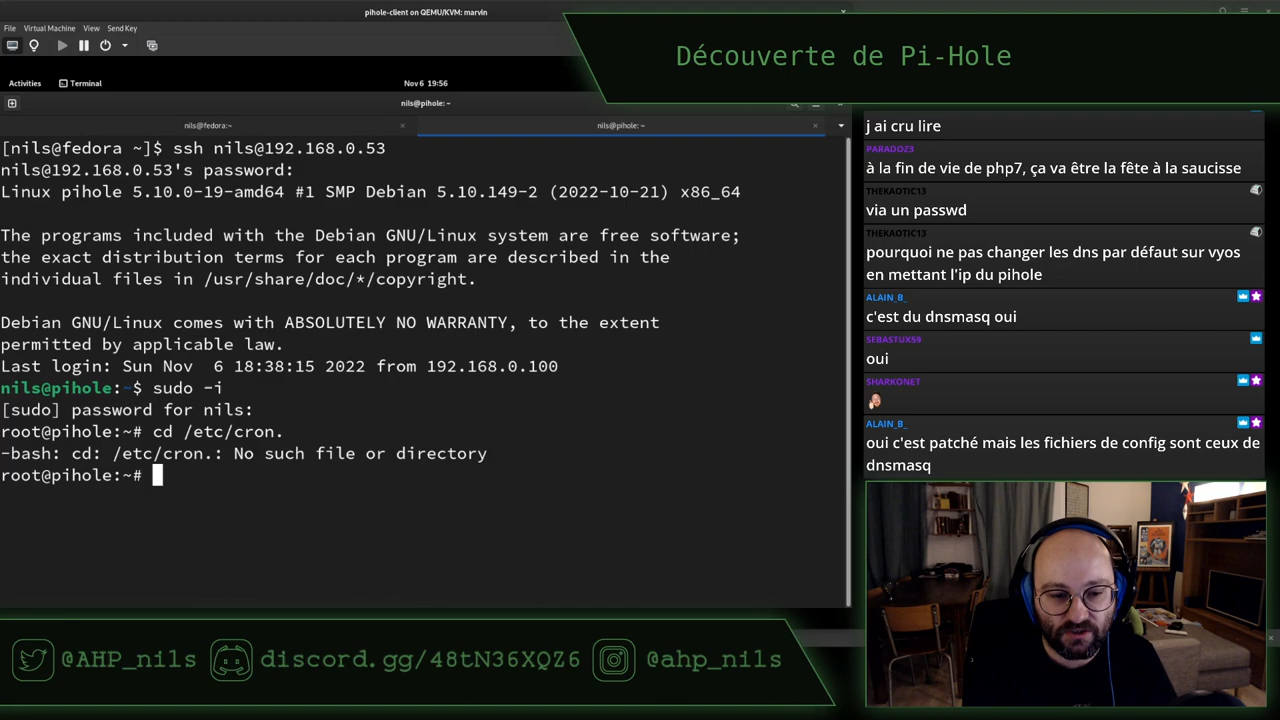 pihole-client on QEMU/KVM: marvin
File Virtual Machine View Send Key
Découverte de Pi-Hole
Activities Terminal Nov 6 19:56
nils@pihole: ~
nils@fedora:~ nils@pihole: ~
[nils@fedora ~]$ ssh nils@192.168.0.53
nils@192.168.0.53's password:
Linux pihole 5.10.0-19-amd64 #1 SMP Debian 5.10.149-2 (2022-10-21) x86_64
The programs included with the Debian GNU/Linux system are free software;
the exact distribution terms for each program are described in the
individual files in /usr/share/doc/*/copyright.
Debian GNU/Linux comes with ABSOLUTELY NO WARRANTY, to the extent
permitted by applicable law.
Last login: Sun Nov  6 18:38:15 2022 from 192.168.0.100
nils@pihole:~$ sudo -i
[sudo] password for nils:
root@pihole:~# cd /etc/cron.
-bash: cd: /etc/cron.: No such file or directory
root@pihole:~#
j ai cru lire
PARADOZ3
à la fin de vie de php7, ça va être la fête à la saucisse
THEKAOTIC13
via un passwd
THEKAOTIC13
pourquoi ne pas changer les dns par défaut sur vyos
en mettant l'ip du pihole
ALAIN_B_
c'est du dnsmasq oui
SEBASTUX59
oui
SHARKONET
ALAIN_B_
oui c'est patché mais les fichiers de config sont ceux de
dnsmasq
@AHP_nils discord.gg/48tN36XQZ6 @ahp_nils